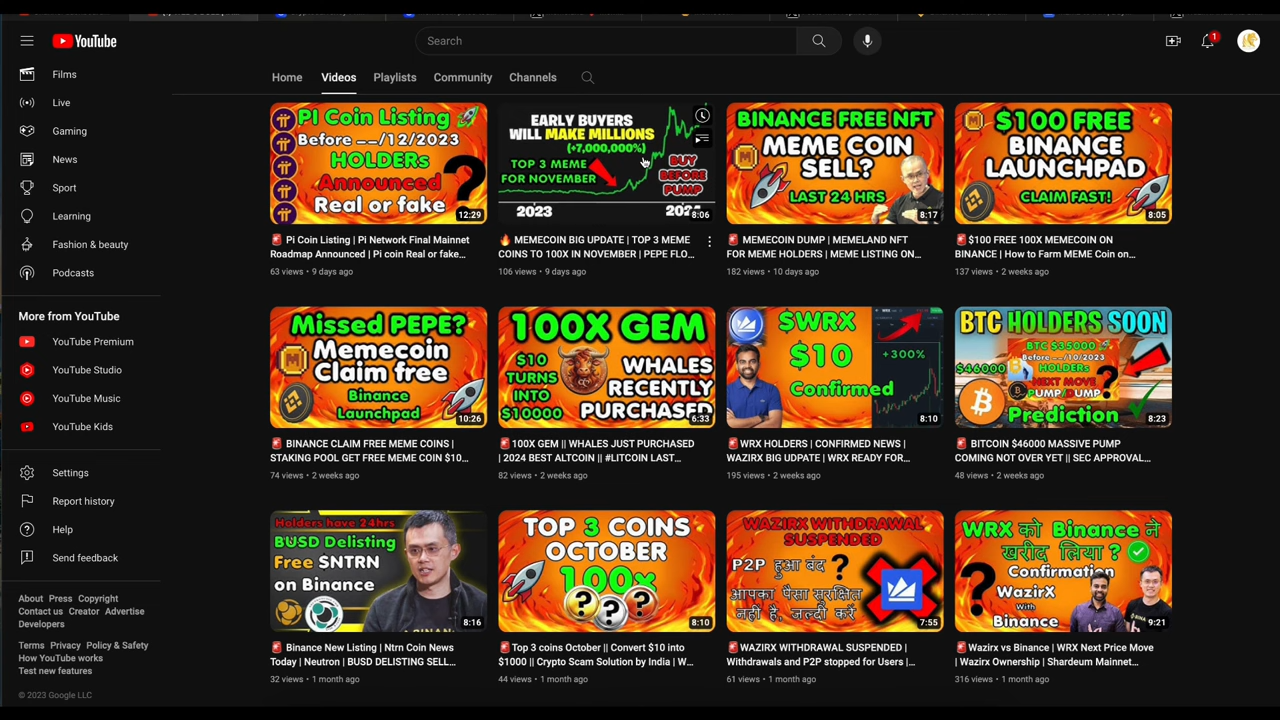 YouTube
Search
1
Home
Videos
Playlists
Community
Channels
Films
Live
Gaming
News
Sport
Learning
Fashion & beauty
Podcasts
More from YouTube
YouTube Premium
YouTube Studio
YouTube Music
YouTube Kids
Settings
Report history
Help
Send feedback
About Press Copyright
Contact us Creator Advertise
Developers
Terms Privacy Policy & Safety
How YouTube works
Test new features
© 2023 Google LLC
PI Coin Listing
Before __/12/2023
HOLDERs
Announced
Real or fake
?
12:29
🚨 Pi Coin Listing | Pi Network Final Mainnet
Roadmap Announced | Pi coin Real or fake...
63 views • 9 days ago
EARLY BUYERS
WILL MAKE MILLIONS
(+7,000,000%)
TOP 3 MEME
FOR NOVEMBER
BUY
BEFORE
PUMP
2023
8:06
🔥 MEMECOIN BIG UPDATE | TOP 3 MEME
COINS TO 100X IN NOVEMBER | PEPE FLO...
106 views • 9 days ago
BINANCE FREE NFT
MEME COIN
SELL?
LAST 24 HRS
8:17
🚨 MEMECOIN DUMP | MEMELAND NFT
FOR MEME HOLDERS | MEME LISTING ON...
182 views • 10 days ago
$100 FREE
BINANCE
LAUNCHPAD
CLAIM FAST!
8:05
🚨$100 FREE 100X MEMECOIN ON
BINANCE | How to Farm MEME Coin on...
137 views • 2 weeks ago
Missed PEPE?
Memecoin
Claim free
Binance
Launchpad
10:26
🚨 BINANCE CLAIM FREE MEME COINS |
STAKING POOL GET FREE MEME COIN $10...
74 views • 2 weeks ago
100X GEM
$10
TURNS
INTO
$10000
WHALES
RECENTLY
PURCHASED
6:33
🚨100X GEM || WHALES JUST PURCHASED
| 2024 BEST ALTCOIN || #LITCOIN LAST...
82 views • 2 weeks ago
$WRX
$10
Confirmed
+300%
8:10
🚨WRX HOLDERS | CONFIRMED NEWS |
WAZIRX BIG UDPATE | WRX READY FOR...
195 views • 2 weeks ago
BTC HOLDERS SOON
BTC $35000
Before __/10/2023
$46000
HOLDERs
NEXT MOVE
PUMP/DUMP
?
Prediction
8:23
🚨 BITCOIN $46000 MASSIVE PUMP
COMING NOT OVER YET || SEC APPROVAL...
48 views • 2 weeks ago
Holders have 24hrs
BUSD Delisting
Free $NTRN
on Binance
8:16
🚨 Binance New Listing | Ntrn Coin News
Today | Neutron | BUSD DELISTING SELL...
32 views • 1 month ago
TOP 3 COINS
OCTOBER
100x
? ? ?
8:10
🚨Top 3 coins October || Convert $10 into
$1000 || Crypto Scam Solution by India | W...
44 views • 1 month ago
WAZIRX WITHDRAWAL
SUSPENDED
P2P हुआ बंद ?
आपका पैसा सुरक्षित
नहीं है, जल्दी करें
7:55
🚨WAZIRX WITHDRAWAL SUSPENDED |
Withdrawals and P2P stopped for Users |...
61 views • 1 month ago
WRX को Binance ने
खरीद लिया ?
Confirmation
WazirX
With
Binance
?
9:21
🚨Wazirx vs Binance | WRX Next Price Move
| Wazirx Ownership | Shardeum Mainnet...
316 views • 1 month ago